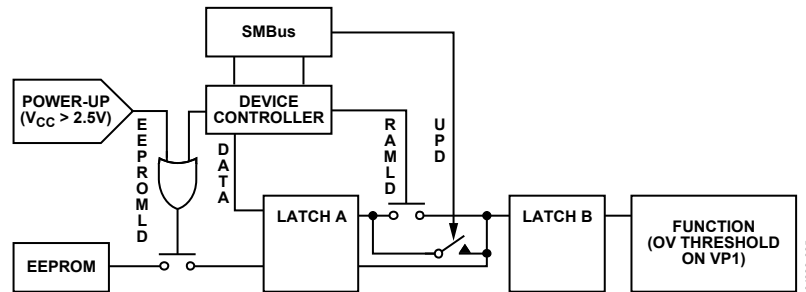 SMBus
POWER-UP
(VCC > 2.5V)
DEVICE
CONTROLLER
EEPROMLD
DATA
RAMLD
UPD
LATCH A
LATCH B
FUNCTION
(OV THRESHOLD
ON VP1)
EEPROM